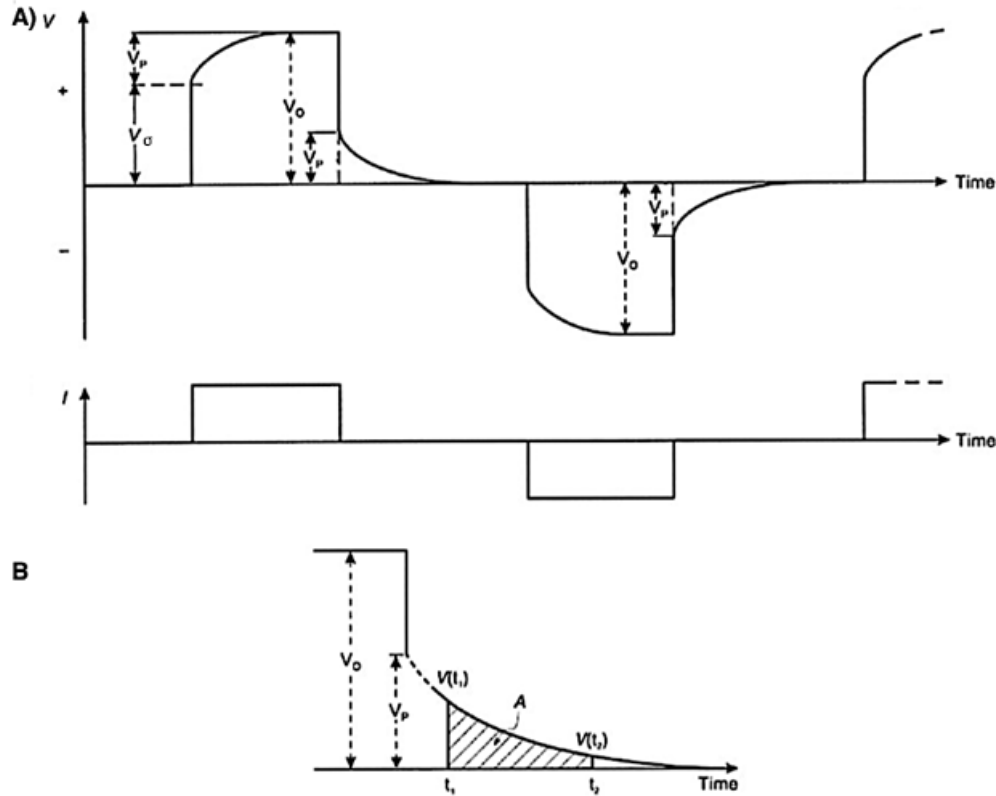 A) V
V_P
+
V_O
V_σ
V_P
Time
V_P
−
V_O
I
Time
B
V_O
V(t₁)
A
V_P
V(t₂)
Time
t₁
t₂